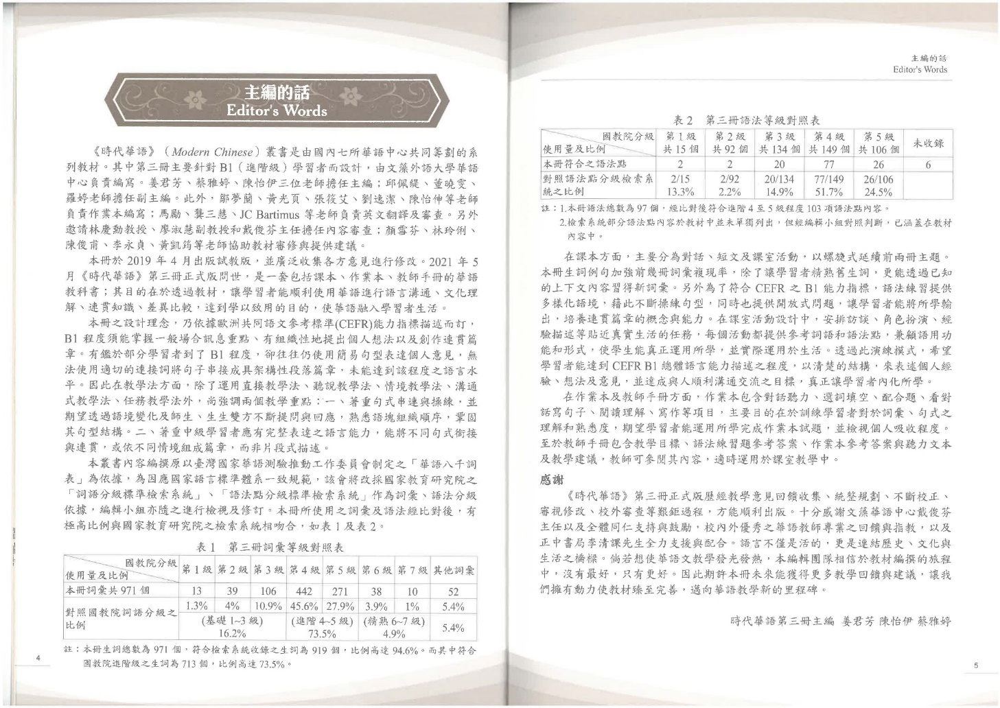 主編的話
Editor's Words
《時代華語》（Modern Chinese）叢書是由國內七所華語中心共同籌劃的系
列教材。其中第三冊主要針對 B1（進階級）學習者而設計，由文藻外語大學華語
中心負責編寫。姜君芳、蔡雅婷、陳怡伊三位老師擔任主編；邱佩緹、董曉雯、
羅婷老師擔任副主編。此外，鄒夢蘭、黃光頁、張筱艾、劉逸潔、陳怡伸等老師
負責作業本編寫；馬勵、龔三慧、JC Bartimus 等老師負責英文翻譯及審查。另外
邀請林慶勳教授、廖淑慧副教授和戴俊芬主任擔任內容審查；顏雪芬、林玲俐、
陳俊甫、李永貞、黃凱筠等老師協助教材審修與提供建議。
本冊於 2019 年 4 月出版試教版，並廣泛收集各方意見進行修改。2021 年 5
月《時代華語》第三冊正式版問世，是一套包括課本、作業本、教師手冊的華語
教科書；其目的在於透過教材，讓學習者能順利使用華語進行語言溝通、文化理
解、連貫知識、差異比較，達到學以致用的目的，使華語融入學習者生活。
本冊之設計理念，乃依據歐洲共同語文參考標準(CEFR)能力指標描述而訂，
B1 程度須能掌握一般場合訊息重點、有組織性地提出個人想法以及創作連貫篇
章。有鑑於部分學習者到了 B1 程度，卻往往仍使用簡易句型表達個人意見，無
法使用適切的連接詞將句子串接成具架構性段落篇章，未能達到該程度之語言水
平。因此在教學法方面，除了運用直接教學法、聽說教學法、情境教學法、溝通
式教學法、任務教學法外，尚強調兩個教學重點：一、著重句式串連與操練，並
期望透過語境變化及師生、生生雙方不斷提問與回應，熟悉語塊組織順序，鞏固
其句型結構。二、著重中級學習者應有完整表達之語言能力，能將不同句式銜接
與連貫，或依不同情境組成篇章，而非片段式描述。
本叢書內容編撰原以臺灣國家華語測驗推動工作委員會制定之「華語八千詞
表」為依據，為因應國家語言標準體系一致規範，該會將改採國家教育研究院之
「詞語分級標準檢索系統」、「語法點分級標準檢索系統」作為詞彙、語法分級
依據，編輯小組亦隨之進行檢視及修訂。本冊所使用之詞彙及語法經比對後，有
極高比例與國家教育研究院之檢索系統相吻合，如表 1 及表 2。
表 1　第三冊詞彙等級對照表
國教院分級
使用量及比例
第 1 級 第 2 級 第 3 級 第 4 級 第 5 級 第 6 級 第 7 級 其他詞彙
本冊詞彙共 971 個 13 39 106 442 271 38 10 52
對照國教院詞語分級之
比例
1.3% 4% 10.9% 45.6% 27.9% 3.9% 1% 5.4%
(基礎 1~3 級) (進階 4~5 級) (精熟 6~7 級)
16.2% 73.5% 4.9% 5.4%
註：本冊生詞總數為 971 個，符合檢索系統收錄之生詞為 919 個，比例高達 94.6%。而其中符合
國教院進階級之生詞為 713 個，比例高達 73.5%。
4
主編的話
Editor's Words
表 2　第三冊語法等級對照表
國教院分級
使用量及比例
第 1 級 第 2 級 第 3 級 第 4 級 第 5 級 未收錄
共 15 個 共 92 個 共 134 個 共 149 個 共 106 個
本冊符合之語法點 2 2 20 77 26 6
對照語法點分級檢索系
統之比例
2/15 2/92 20/134 77/149 26/106
13.3% 2.2% 14.9% 51.7% 24.5%
註：1.本冊語法總數為 97 個，經比對後符合進階 4 至 5 級程度 103 項語法點內容。
2.檢索系統部分語法點內容於教材中並未單獨列出，但經編輯小組對照判斷，已涵蓋在教材
內容中。
在課本方面，主要分為對話、短文及課室活動，以螺旋式延續前兩冊主題。
本冊生詞例句加強前幾冊詞彙複現率，除了讓學習者精熟舊生詞，更能透過已知
的上下文內容習得新詞彙。另外為了符合 CEFR 之 B1 能力指標，語法練習提供
多樣化語境，藉此不斷操練句型，同時也提供開放式問題，讓學習者能將所學輸
出，培養連貫篇章的概念與能力。在課室活動設計中，安排訪談、角色扮演、經
驗描述等貼近真實生活的任務，每個活動都提供參考詞語和語法點，兼顧語用功
能和形式，使學生能真正運用所學，並實際運用於生活。透過此演練模式，希望
學習者能達到 CEFR B1 總體語言能力描述之程度，以清楚的結構，來表述個人經
驗、想法及意見，並達成與人順利溝通交流之目標，真正讓學習者內化所學。
在作業本及教師手冊方面，作業本包含對話聽力、選詞填空、配合題、看對
話寫句子、閱讀理解、寫作等項目，主要目的在於訓練學習者對於詞彙、句式之
理解和熟悉度，期望學習者能運用所學完成作業本試題，並檢視個人吸收程度。
至於教師手冊包含教學目標、語法練習題參考答案、作業本參考答案與聽力文本
及教學建議，教師可參閱其內容，適時運用於課室教學中。
感謝
《時代華語》第三冊正式版歷經教學意見回饋收集、統整規劃、不斷校正、
審視修改、校外審查等艱鉅過程，方能順利出版。十分感謝文藻華語中心戴俊芬
主任以及全體同仁支持與鼓勵，校內外優秀之華語教師專業之回饋與指教，以及
正中書局李清課先生全力支援與配合。語言不僅是活的，更是連結歷史、文化與
生活之橋樑。倘若想使華語文教學發光發熱，本編輯團隊相信於教材編撰的旅程
中，沒有最好，只有更好。因此期許本冊未來能獲得更多教學回饋與建議，讓我
們擁有動力使教材臻至完善，邁向華語教學新的里程碑。
時代華語第三冊主編 姜君芳 陳怡伊 蔡雅婷
5